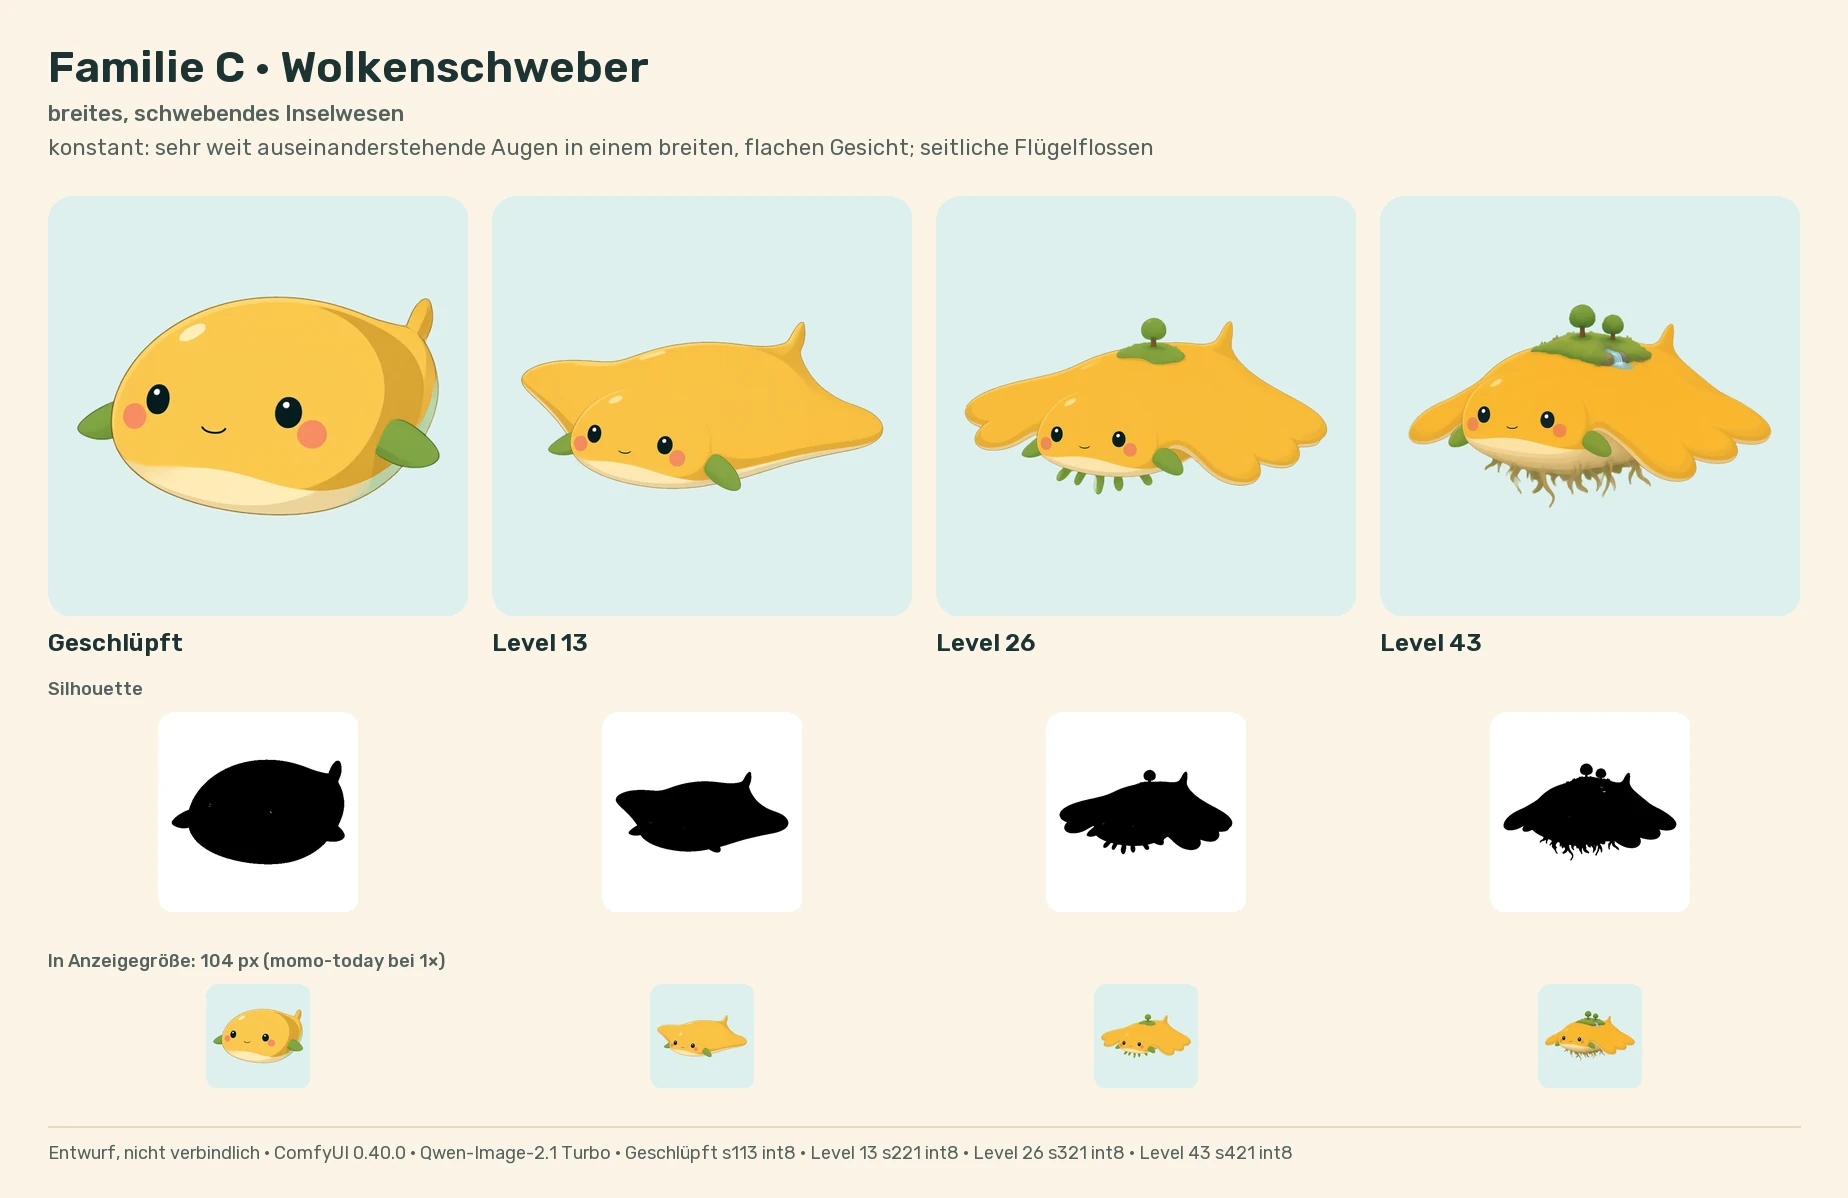 Familie C • Wolkenschweber
breites, schwebendes Inselwesen
konstant: sehr weit auseinanderstehende Augen in einem breiten, flachen Gesicht; seitliche Flügelflossen
Geschlüpft
Level 13
Level 26
Level 43
Silhouette
In Anzeigegröße: 104 px (momo-today bei 1×)
Entwurf, nicht verbindlich • ComfyUI 0.40.0 • Qwen-Image-2.1 Turbo • Geschlüpft s113 int8 • Level 13 s221 int8 • Level 26 s321 int8 • Level 43 s421 int8